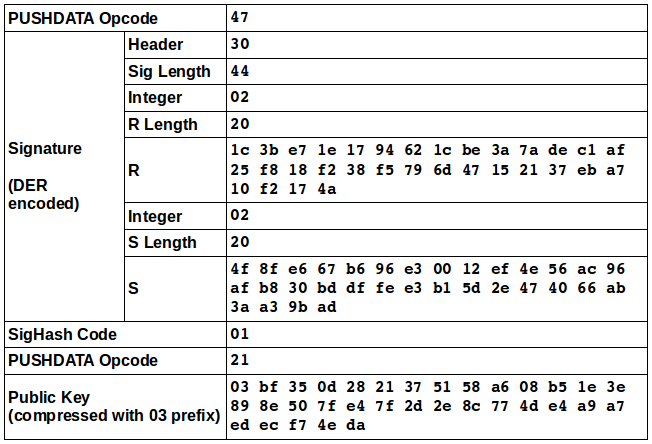 PUSHDATA Opcode 47
Signature
(DER
encoded)
Header 30
Sig Length 44
Integer 02
R Length 20
R
1c 3b e7 1e 17 94 62 1c be 3a 7a de c1 af
25 f8 18 f2 38 f5 79 6d 47 15 21 37 eb a7
10 f2 17 4a
Integer 02
S Length 20
S
4f 8f e6 67 b6 96 e3 00 12 ef 4e 56 ac 96
af b8 30 bd df fe e3 b1 5d 2e 47 40 66 ab
3a a3 9b ad
SigHash Code 01
PUSHDATA Opcode 21
Public Key
(compressed with 03 prefix)
03 bf 35 0d 28 21 37 51 58 a6 08 b5 1e 3e
89 8e 50 7f e4 7f 2d 2e 8c 77 4d e4 a9 a7
ed ec f7 4e da